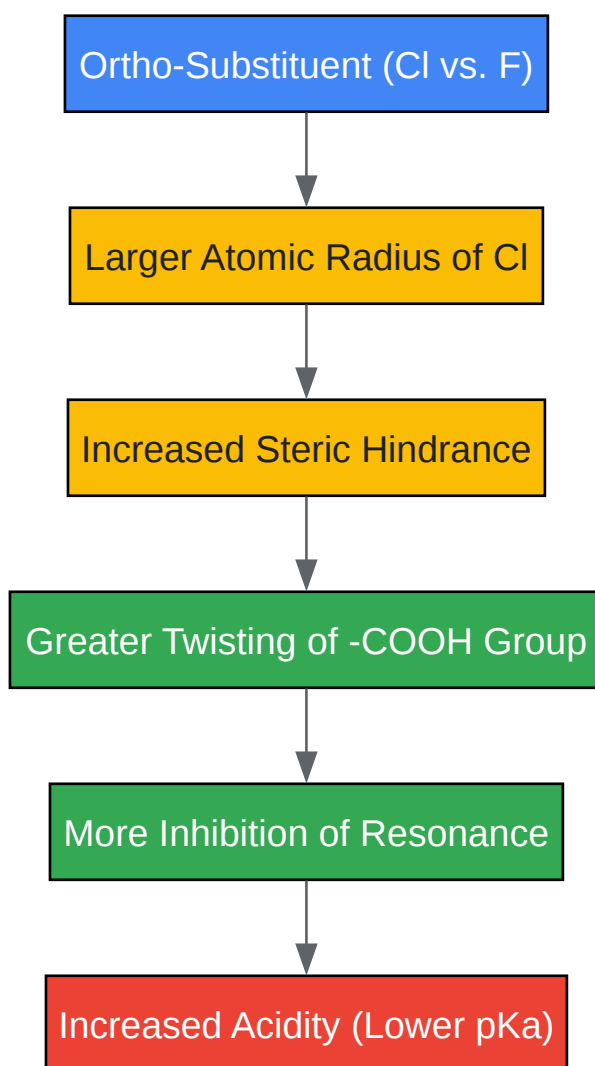 Ortho-Substituent (Cl vs. F)
Larger Atomic Radius of Cl
Increased Steric Hindrance
Greater Twisting of -COOH Group
More Inhibition of Resonance
Increased Acidity (Lower pKa)